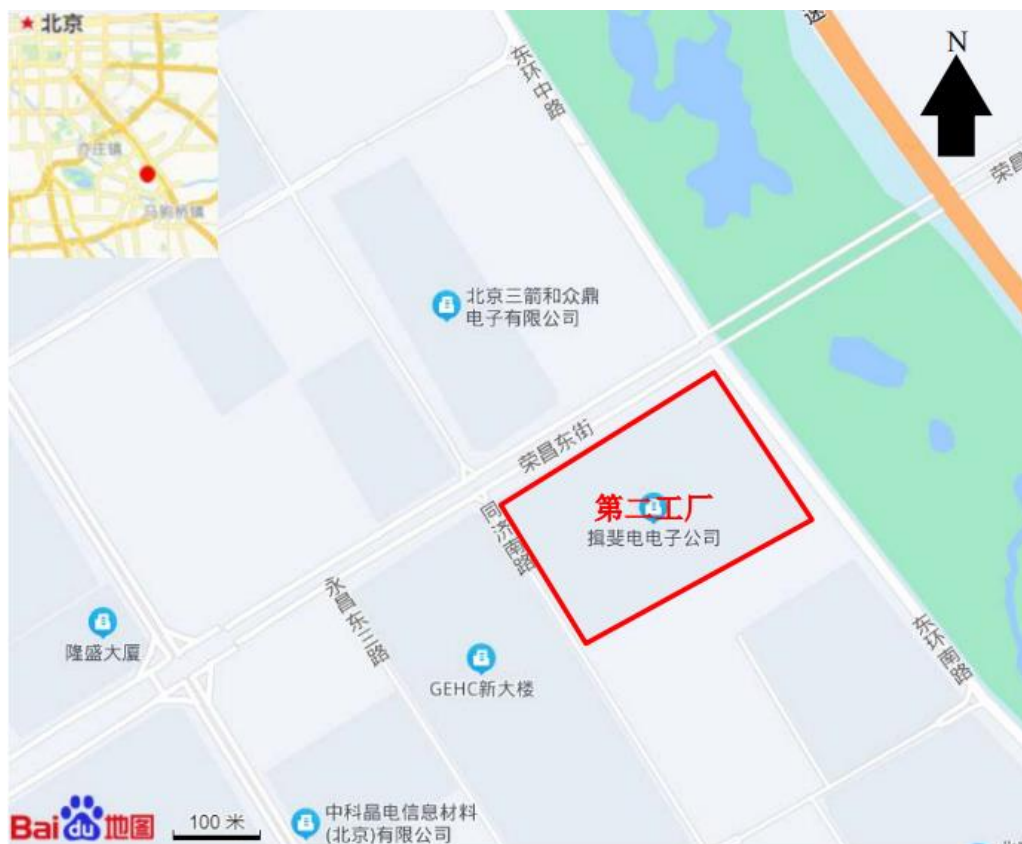 ★ 北京
亦庄镇
马驹桥镇
东环中路
速
N
荣昌
北京三箭和众鼎
电子有限公司
荣昌东街
第二工厂
揖斐电电子公司
同济南路
永昌东三路
隆盛大厦
GEHC新大楼
东环南路
Bai du 地图
100 米
中科晶电信息材料
(北京)有限公司